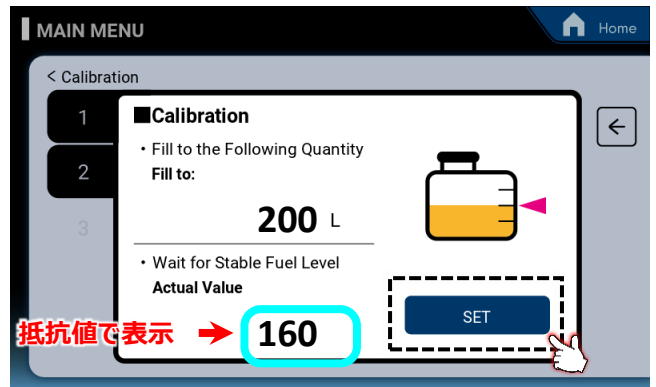 MAIN MENU
Home
< Calibration
1
2
3
■Calibration
・Fill to the Following Quantity
Fill to:
200 L
・Wait for Stable Fuel Level
Actual Value
抵抗値で表示 → 160
SET